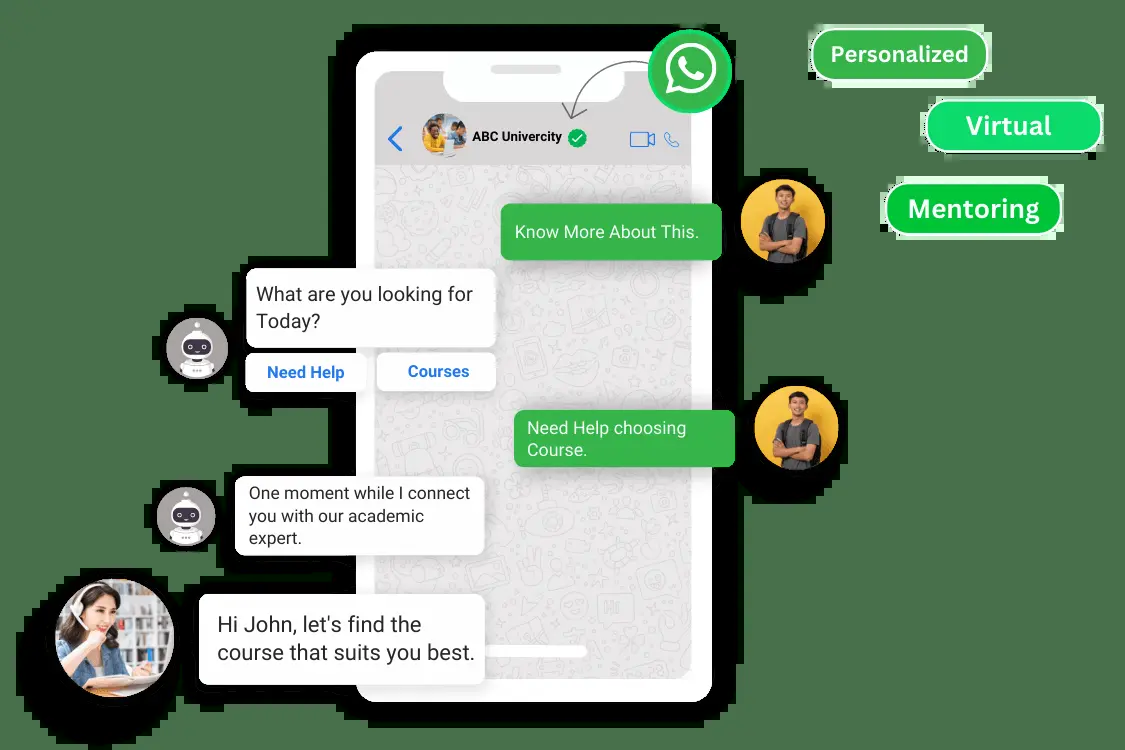 Personalized
Virtual
Mentoring
ABC Univercity
Know More About This.
What are you looking for
Today?
Need Help
Courses
Need Help choosing
Course.
One moment while I connect
you with our academic
expert.
Hi John, let's find the
course that suits you best.
Hi